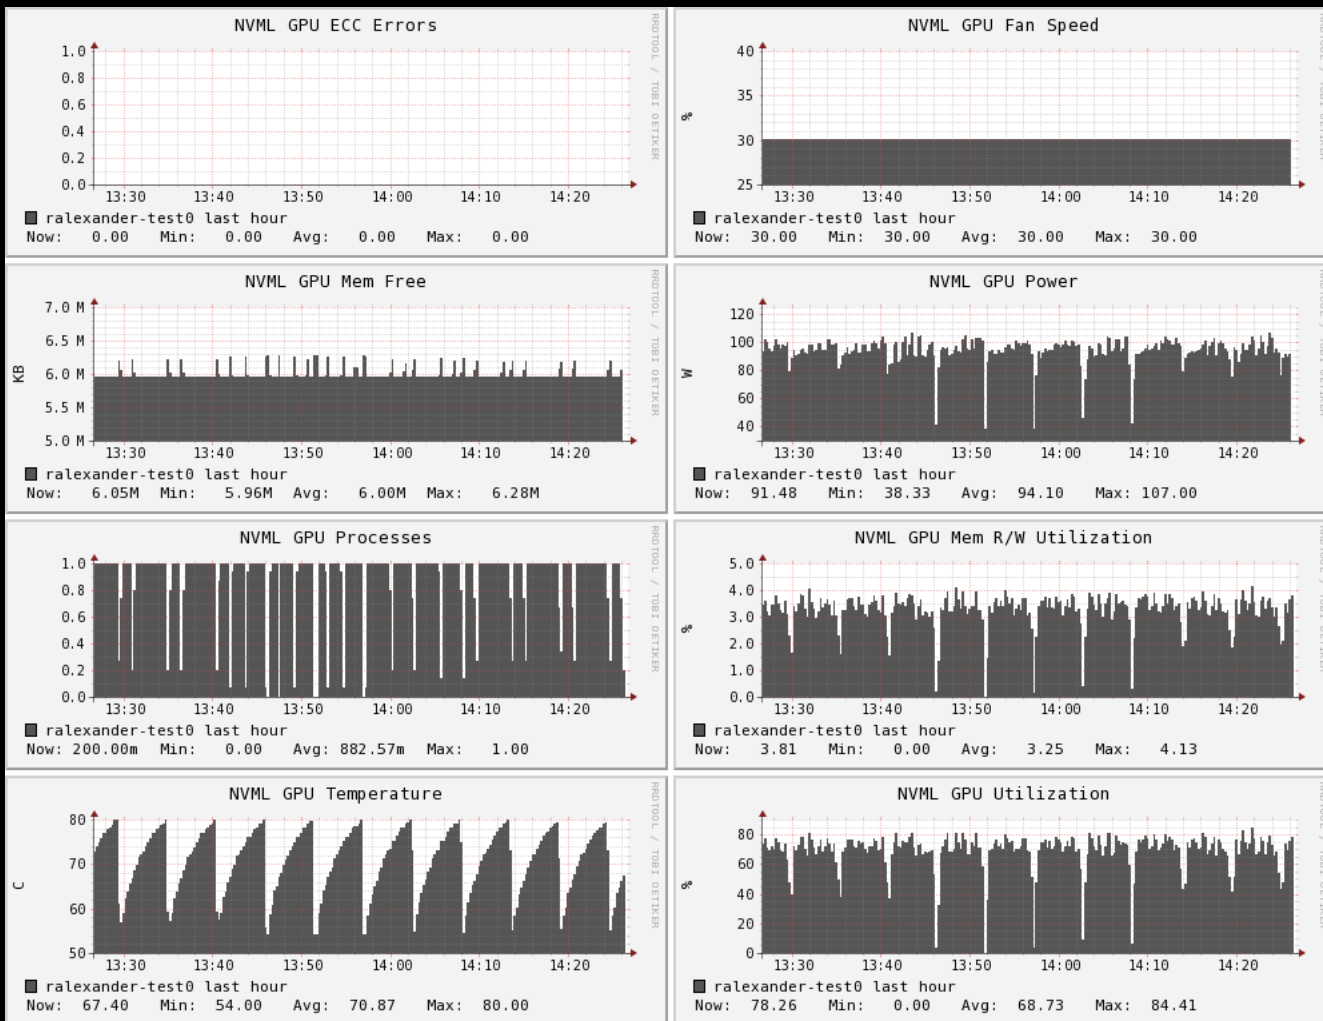 NVML GPU ECC Errors
RRDTOOL / TOBI OETIKER
1.0
0.8
0.6
0.4
0.2
0.0
13:30 13:40 13:50 14:00 14:10 14:20
ralexander-test0 last hour
Now: 0.00 Min: 0.00 Avg: 0.00 Max: 0.00
NVML GPU Fan Speed
%
40
35
30
25
13:30 13:40 13:50 14:00 14:10 14:20
ralexander-test0 last hour
Now: 30.00 Min: 30.00 Avg: 30.00 Max: 30.00
NVML GPU Mem Free
RRDTOOL / TOBI OETIKER
KB
7.0 M
6.5 M
6.0 M
5.5 M
5.0 M
13:30 13:40 13:50 14:00 14:10 14:20
ralexander-test0 last hour
Now: 6.05M Min: 5.96M Avg: 6.00M Max: 6.28M
NVML GPU Power
W
120
100
80
60
40
13:30 13:40 13:50 14:00 14:10 14:20
ralexander-test0 last hour
Now: 91.48 Min: 38.33 Avg: 94.10 Max: 107.00
NVML GPU Processes
RRDTOOL / TOBI OETIKER
1.0
0.8
0.6
0.4
0.2
0.0
13:30 13:40 13:50 14:00 14:10 14:20
ralexander-test0 last hour
Now: 200.00m Min: 0.00 Avg: 882.57m Max: 1.00
NVML GPU Mem R/W Utilization
%
5.0
4.0
3.0
2.0
1.0
0.0
13:30 13:40 13:50 14:00 14:10 14:20
ralexander-test0 last hour
Now: 3.81 Min: 0.00 Avg: 3.25 Max: 4.13
NVML GPU Temperature
RRDTOOL / TOBI OETIKER
C
80
70
60
50
13:30 13:40 13:50 14:00 14:10 14:20
ralexander-test0 last hour
Now: 67.40 Min: 54.00 Avg: 70.87 Max: 80.00
NVML GPU Utilization
%
80
60
40
20
0
13:30 13:40 13:50 14:00 14:10 14:20
ralexander-test0 last hour
Now: 78.26 Min: 0.00 Avg: 68.73 Max: 84.41